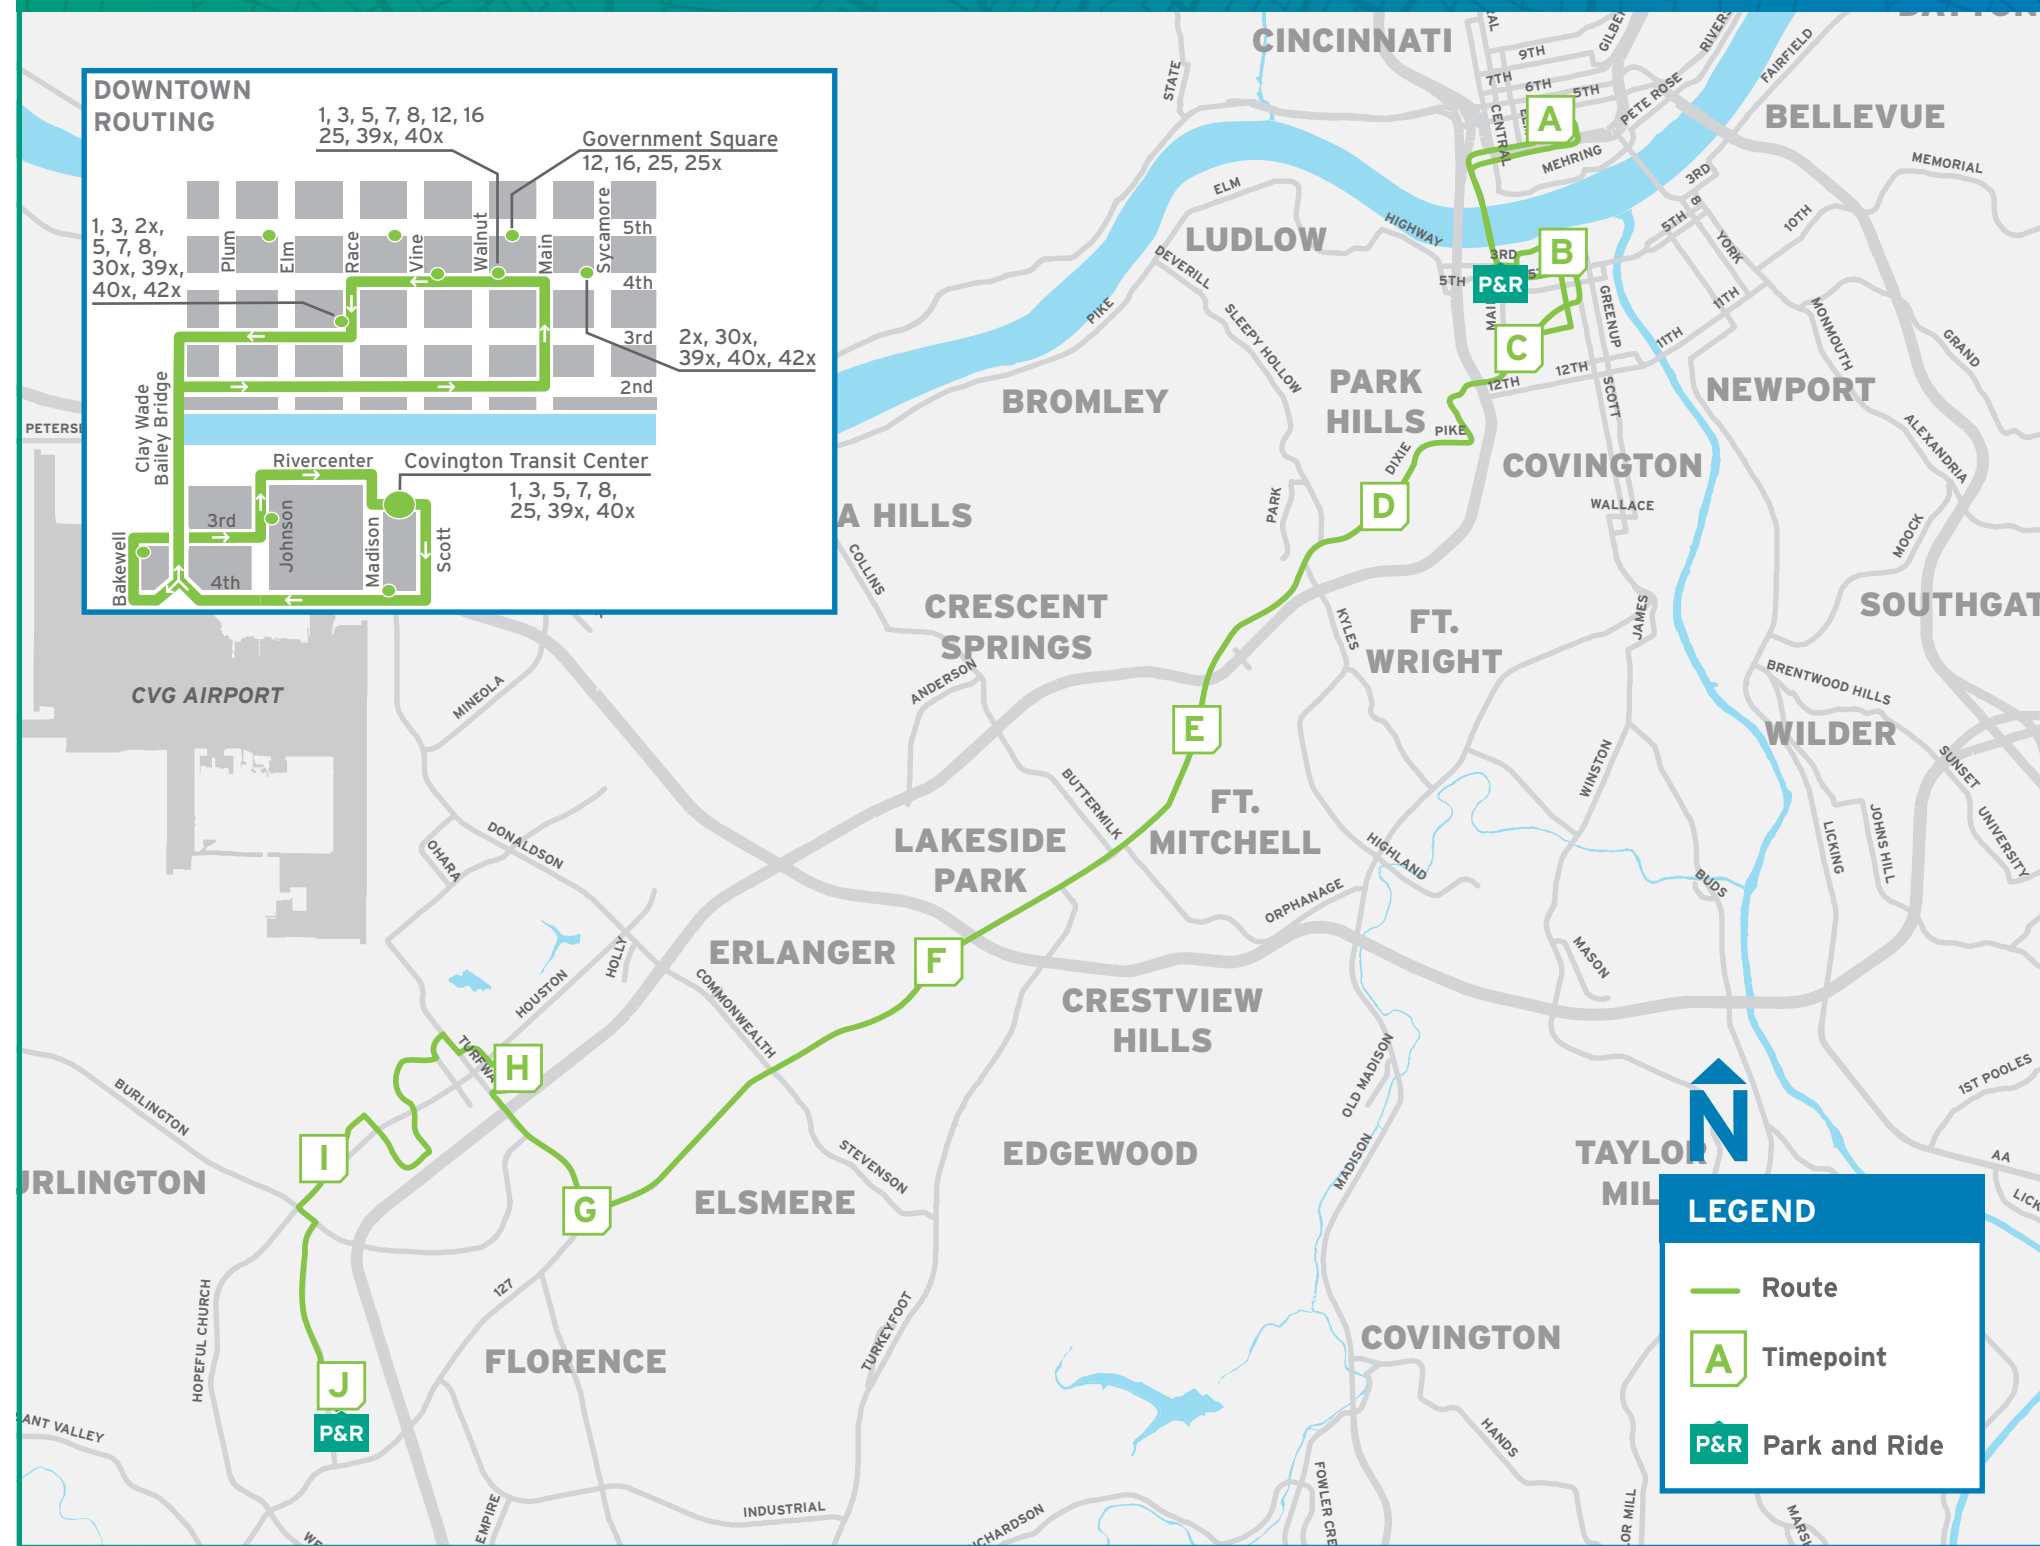 DOWNTOWN
ROUTING
1, 3, 5, 7, 8, 12, 16
25, 39x, 40x
Government Square
12, 16, 25, 25x
1, 3, 2x,
5, 7, 8,
30x, 39x,
40x, 42x
Plum
Elm
Race
Vine
Walnut
Main
Sycamore
5th
4th
3rd
2nd
2x, 30x,
39x, 40x, 42x
Clay Wade
Bailey Bridge
Rivercenter
Covington Transit Center
1, 3, 5, 7, 8,
25, 39x, 40x
3rd
4th
Bakewell
Johnson
Madison
Scott
CINCINNATI
STATE
9TH
7TH
6TH
5TH
CENTRAL
PETE ROSE
MEHRING
FAIRFIELD
BELLEVUE
MEMORIAL
A
ELM
LUDLOW
HIGHWAY
DEVERILL
PIKE
SLEEPY HOLLOW
3RD
5TH
B
P&R
C
3RD
8
5TH
YORK
10TH
11TH
11TH
GREENUP
MONMOUTH
GRAND
12TH
12TH
SCOTT
BROMLEY
PARK
HILLS
PIKE
DIXIE
NEWPORT
ALEXANDRIA
COVINGTON
WALLACE
MOOCK
D
PARK
A HILLS
COLLINS
CRESCENT
SPRINGS
ANDERSON
KYLES
FT.
WRIGHT
JAMES
SOUTHGAT
BRENTWOOD HILLS
WILDER
SUNSET
UNIVERSITY
JOHNS HILL
LICKING
WINSTON
CVG AIRPORT
MINEOLA
E
BUTTERMILK
FT.
MITCHELL
LAKESIDE
PARK
HIGHLAND
ORPHANAGE
BUDS
MASON
DONALDSON
OHARA
HOLLY
HOUSTON
ERLANGER
F
COMMONWEALTH
CRESTVIEW
HILLS
OLD MADISON
MADISON
H
BURLINGTON
I
URLINGTON
G
ELSMERE
STEVENSON
EDGEWOOD
TAYLOR
MIL
1ST POOLES
AA
LICK
N
127
HOPEFUL CHURCH
FLORENCE
TURKEYFOOT
COVINGTON
J
P&R
ANT VALLEY
EMPIRE
INDUSTRIAL
HANDS
FOWLER CRE
OR MILL
LEGEND
Route
A Timepoint
P&R Park and Ride